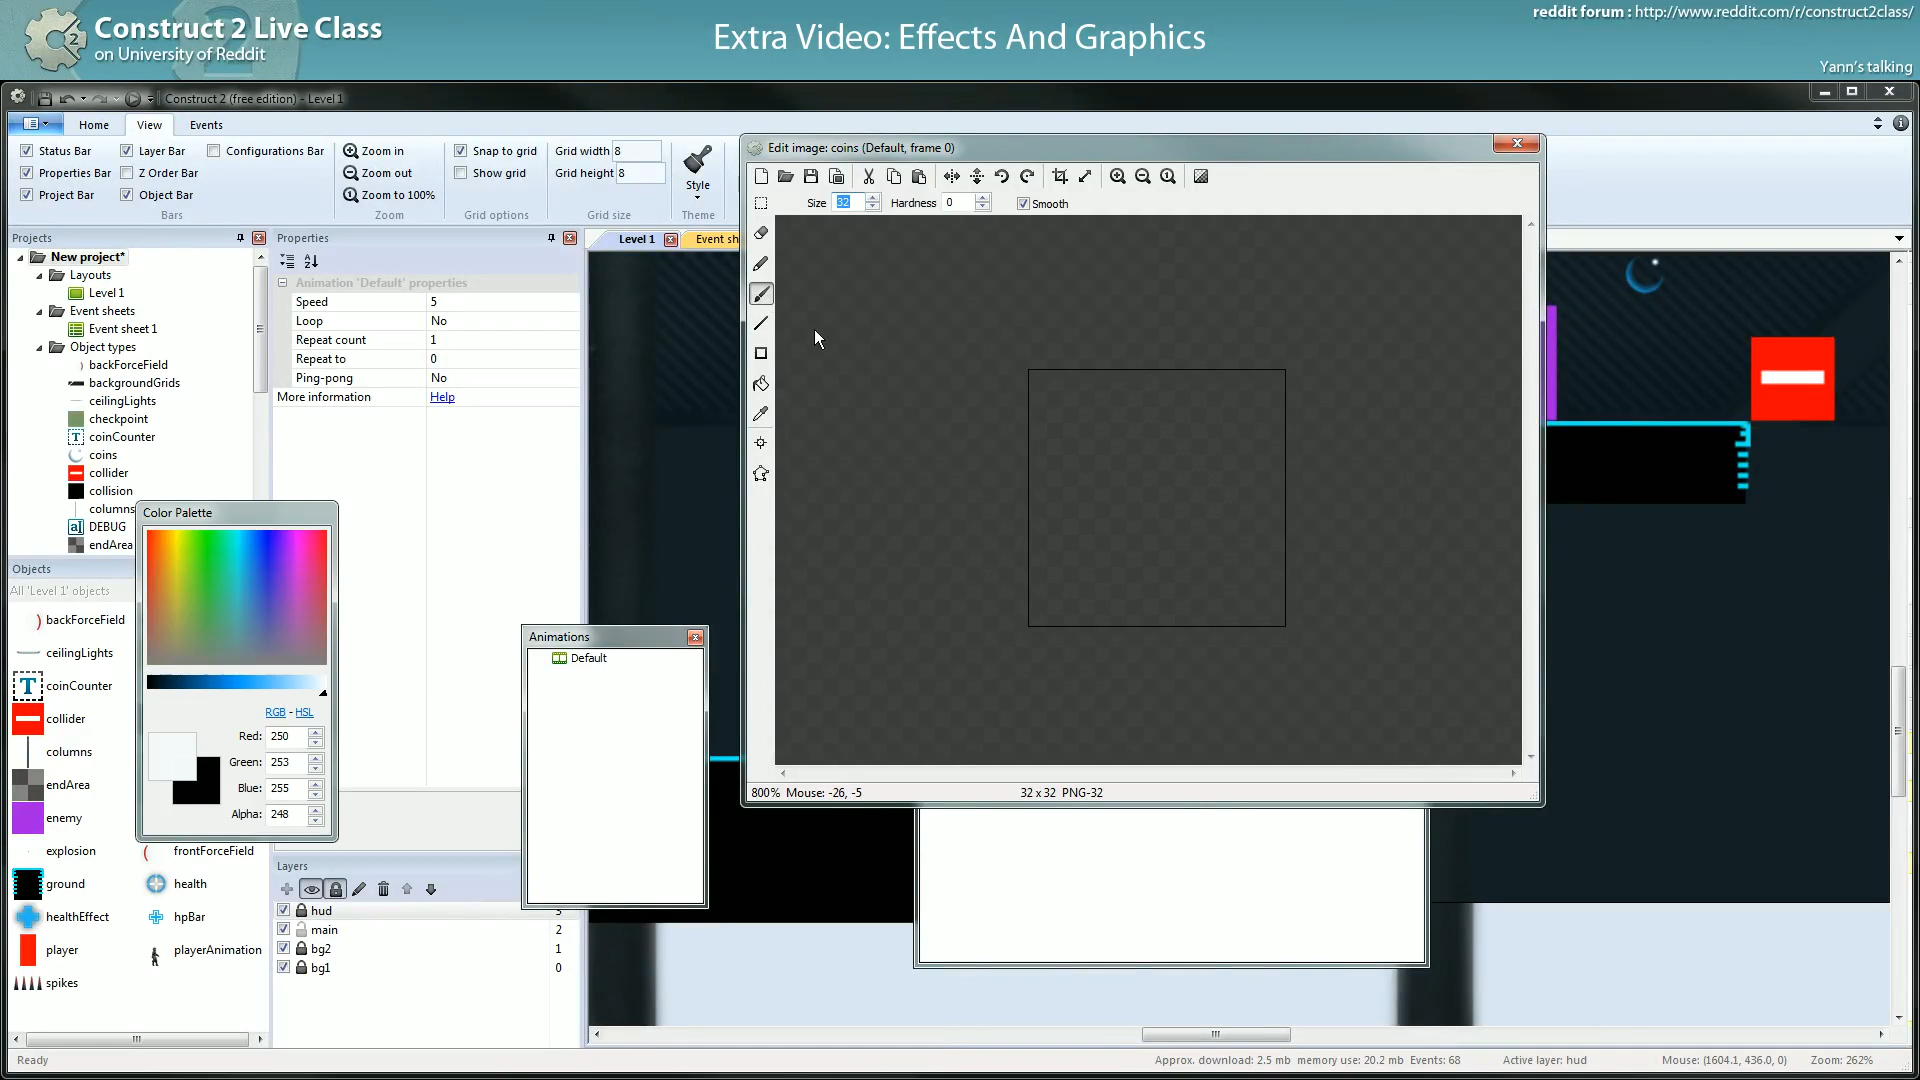 Construct 2 Live Class
on University of Reddit
Extra Video: Effects And Graphics
reddit forum : http://www.reddit.com/r/construct2class/
Yann's talking
Construct 2 (free edition) - Level 1
Home
View
Events
Status Bar
Properties Bar
Project Bar
Layer Bar
Z Order Bar
Object Bar
Configurations Bar
Bars
Zoom in
Zoom out
Zoom to 100%
Zoom
Snap to grid
Show grid
Grid options
Grid width 8
Grid height 8
Grid size
Style
Theme
Projects
New project*
Layouts
Level 1
Event sheets
Event sheet 1
Object types
backForceField
backgroundGrids
ceilingLights
checkpoint
coinCounter
coins
collider
collision
columns
DEBUG
endArea
Properties
Animation 'Default' properties
Speed 5
Loop No
Repeat count 1
Repeat to 0
Ping-pong No
More information Help
Level 1
Event sh
Edit image: coins (Default, frame 0)
Size 32
Hardness 0
Smooth
800% Mouse: -26, -5
32 x 32 PNG-32
Color Palette
RGB - HSL
Red: 250
Green: 253
Blue: 255
Alpha: 248
Animations
Default
Objects
All 'Level 1' objects
backForceField
ceilingLights
coinCounter
collider
columns
endArea
enemy
explosion
frontForceField
ground
health
healthEffect
hpBar
player
playerAnimation
spikes
Layers
hud
main 2
bg2 1
bg1 0
Ready
Approx. download: 2.5 mb memory use: 20.2 mb Events: 68
Active layer: hud
Mouse: (1604.1, 436.0, 0)
Zoom: 262%